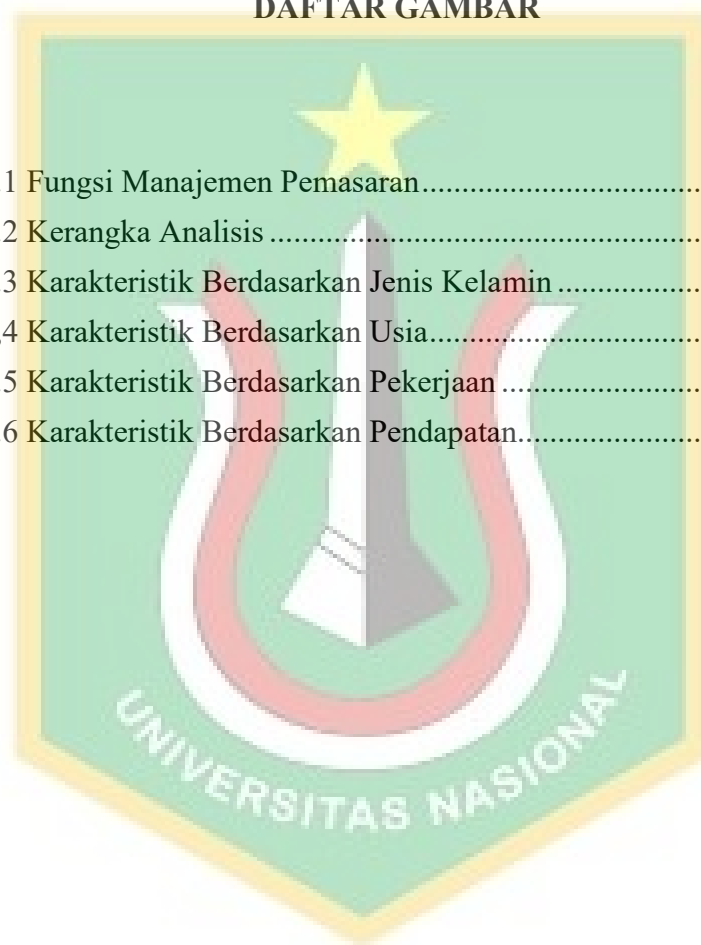 DAFTAR GAMBAR
.1 Fungsi Manajemen Pemasaran................................
.2 Kerangka Analisis................................................
.3 Karakteristik Berdasarkan Jenis Kelamin................
.4 Karakteristik Berdasarkan Usia...............................
.5 Karakteristik Berdasarkan Pekerjaan......................
.6 Karakteristik Berdasarkan Pendapatan....................
UNIVERSITAS NASIONAL